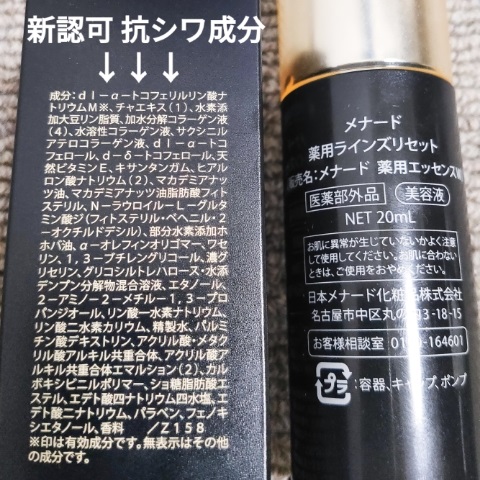 新認可 抗シワ成分
↓ ↓ ↓
成分：ｄｌ－α－トコフェリルリン酸ナ
トリウムＭ※、チャエキス（１）、水素添
加大豆リン脂質、加水分解コラーゲン液
（４）、水溶性コラーゲン液、サクシニル
アテロコラーゲン液、ｄｌ－α－トコ
フェロール、ｄ－δ－トコフェロール、天
然ビタミンＥ、キサンタンガム、ヒアル
ロン酸ナトリウム（２）、マカデミアナッ
ツ油、マカデミアナッツ油脂肪酸フィト
ステリル、Ｎ－ラウロイル－Ｌ－グルタ
ミン酸ジ（フィトステリル・ベヘニル・２
－オクチルドデシル）、部分水素添加ホ
ホバ油、α－オレフィンオリゴマー、ワセ
リン、１，３－ブチレングリコール、濃グ
リセリン、グリコシルトレハロース・水添
デンプン分解物混合溶液、エタノール、
２－アミノ－２－メチル－１，３－プロ
パンジオール、リン酸一水素ナトリウム、
リン酸二水素カリウム、精製水、パルミ
チン酸デキストリン、アクリル酸・メタク
リル酸アルキル共重合体、アクリル酸ア
ルキル共重合体エマルション（２）、カル
ボキシビニルポリマー、ショ糖脂肪酸エ
ステル、エデト酸四ナトリウム四水塩、エ
デト酸二ナトリウム、パラベン、フェノキ
シエタノール、香料　／Ｚ１５８
※印は有効成分です。無表示はその他
の成分です。
メナード
薬用ラインズリセット
販売名：メナード 薬用エッセンスW
医薬部外品 美容液
NET 20mL
お肌に異常が生じていないかよく注意
して使用してください。お肌に合わない
ときは、ご使用をおやめください。
日本メナード化粧品株式会社
名古屋市中区丸の 3-18-15
お客様相談室 01 -164601
プラ ：容器、キャップ、ポンプ